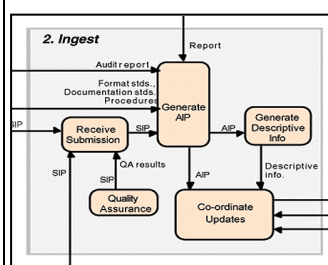 2. Ingest
Report
Audit report
Format stds.,
Documentation stds.
Procedures
Generate
AIP
SIP
Receive
Submission
SIP
AIP
Generate
Descriptive
Info
SIP
SIP
QA results
AIP
Descriptive
info.
Quality
Assurance
Co-ordinate
Updates